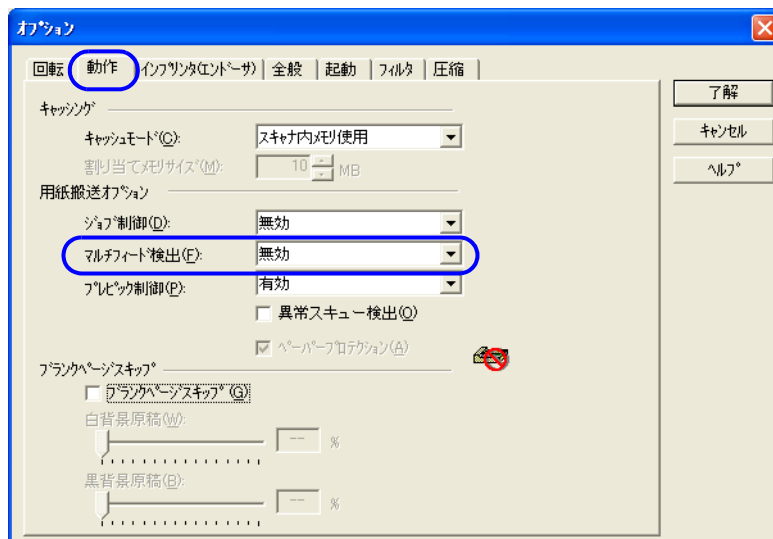 オプション
回転 動作 インプリンタ(エンドーサ) 全般 起動 フィルタ 圧縮
了解
キャンセル
ヘルプ
キャッシング
キャッシュモード(C): スキャナ内メモリ使用
割り当てメモリサイズ(M): 10 MB
用紙搬送オプション
ジョブ制御(D): 無効
マルチフィード検出(F): 無効
プレピック制御(P): 有効
異常スキュー検出(O)
ペーパープロテクション(A)
ブランクページスキップ
ブランクページスキップ(G)
白背景原稿(W):
-- %
黒背景原稿(B):
-- %